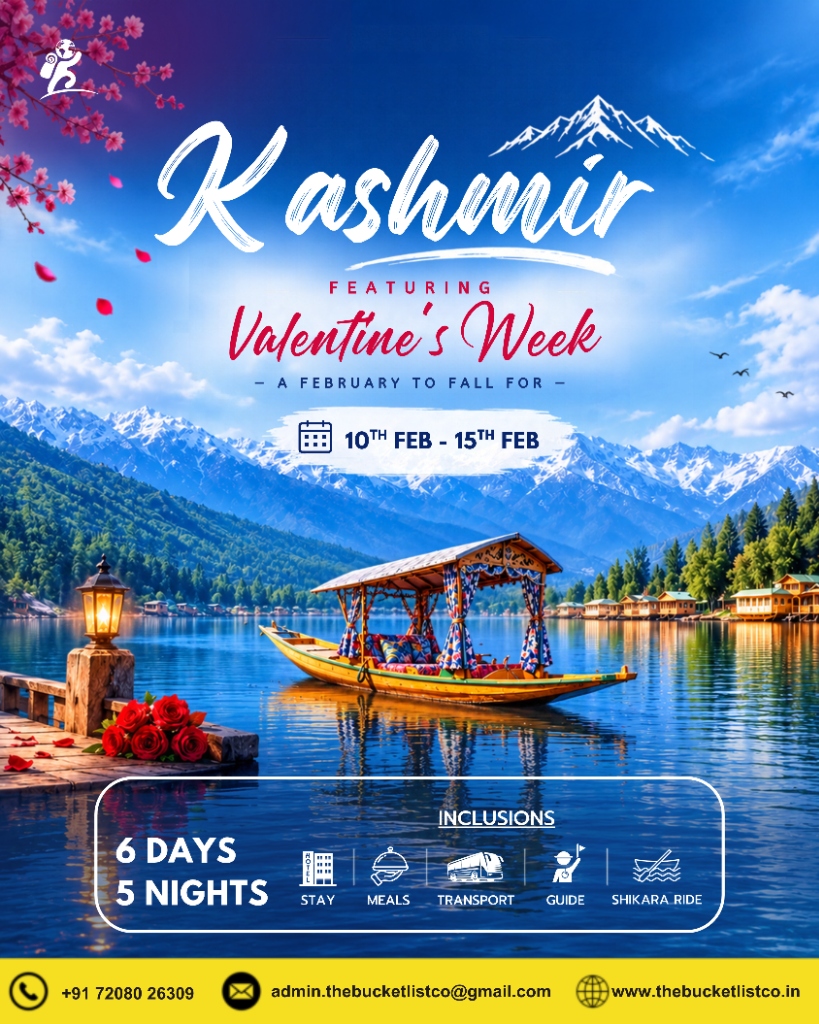 Kashmir
FEATURING
Valentine's Week
– A FEBRUARY TO FALL FOR –
10TH FEB - 15TH FEB
INCLUSIONS
6 DAYS
5 NIGHTS
HOTEL
STAY
MEALS
TRANSPORT
GUIDE
SHIKARA RIDE
+91 72080 26309
admin.thebucketlistco@gmail.com
www.thebucketlistco.in